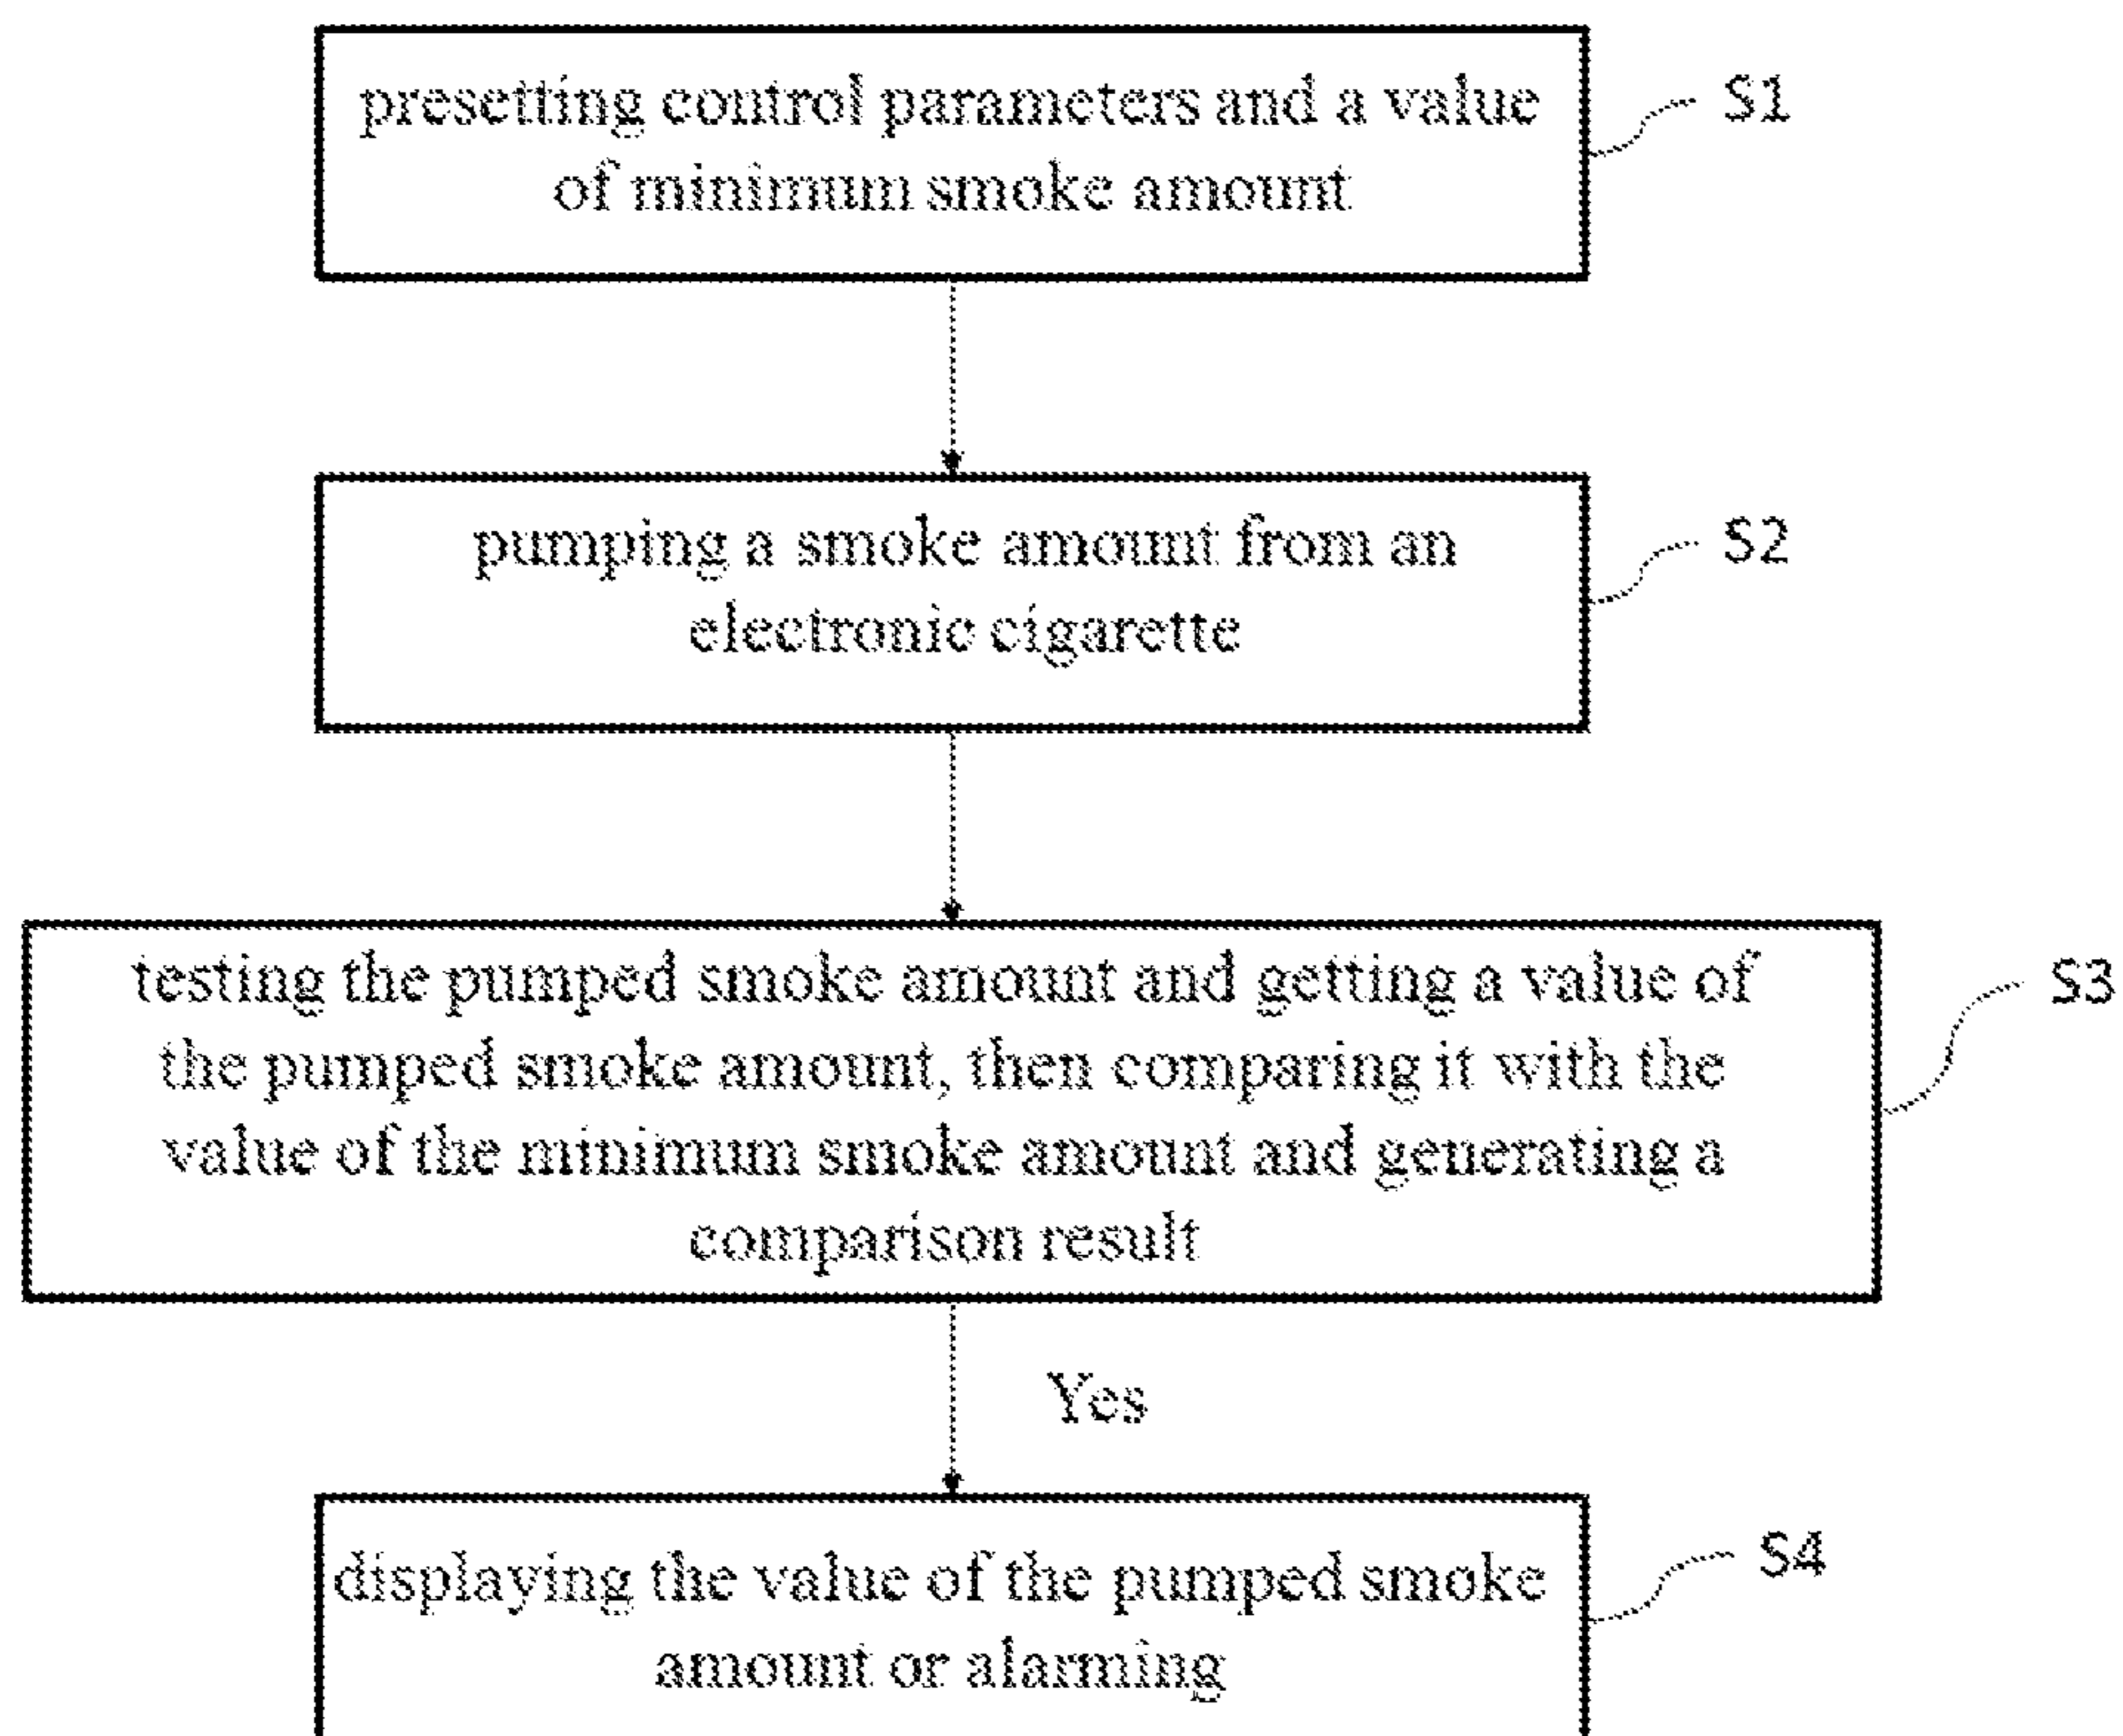 presetting control parameters and a value
of minimum smoke amount
S1
pumping a smoke amount from an
electronic cigarette
S2
testing the pumped smoke amount and getting a value of
the pumped smoke amount, then comparing it with the
value of the minimum smoke amount and generating a
comparison result
S3
Yes
displaying the value of the pumped smoke
amount or alarming
S4